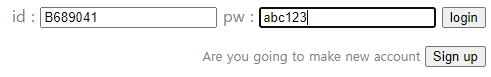 id : B689041 pw : abc123 login
Are you going to make new account Sign up